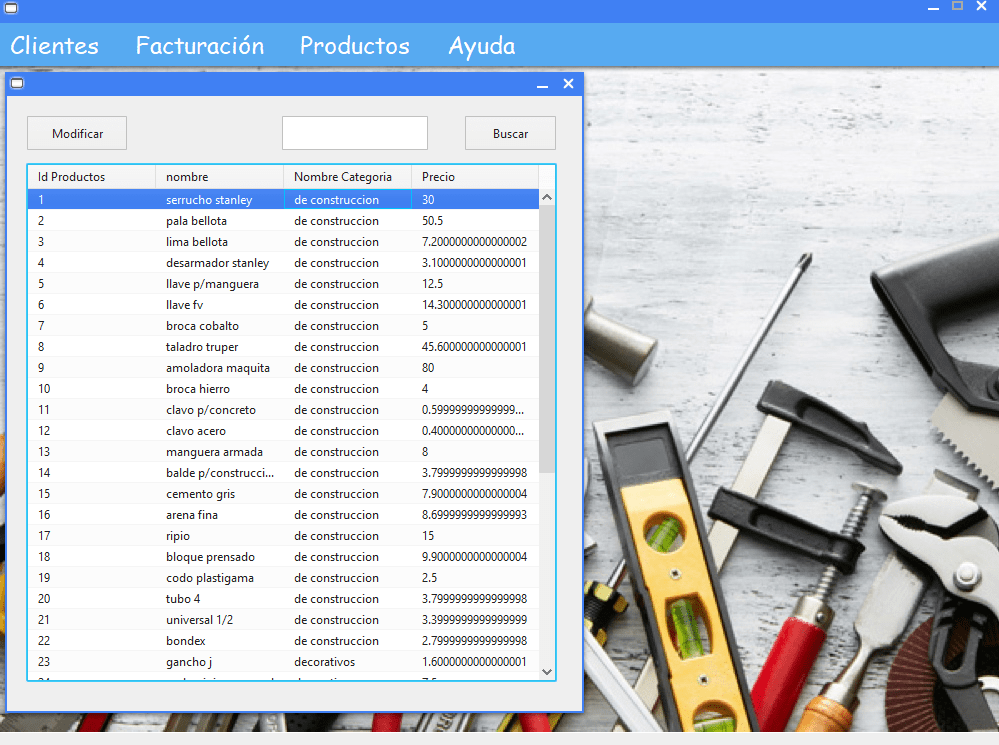 Clientes Facturación Productos Ayuda
Modificar Buscar
Id Productos nombre Nombre Categoria Precio
1 serrucho stanley de construccion 30
2 pala bellota de construccion 50.5
3 lima bellota de construccion 7.2000000000000002
4 desarmador stanley de construccion 3.1000000000000001
5 llave p/manguera de construccion 12.5
6 llave fv de construccion 14.300000000000001
7 broca cobalto de construccion 5
8 taladro truper de construccion 45.600000000000001
9 amoladora maquita de construccion 80
10 broca hierro de construccion 4
11 clavo p/concreto de construccion 0.59999999999999...
12 clavo acero de construccion 0.40000000000000...
13 manguera armada de construccion 8
14 balde p/construcci... de construccion 3.7999999999999998
15 cemento gris de construccion 7.9000000000000004
16 arena fina de construccion 8.6999999999999993
17 ripio de construccion 15
18 bloque prensado de construccion 9.9000000000000004
19 codo plastigama de construccion 2.5
20 tubo 4 de construccion 3.7999999999999998
21 universal 1/2 de construccion 3.3999999999999999
22 bondex de construccion 2.7999999999999998
23 gancho j decorativos 1.6000000000000001